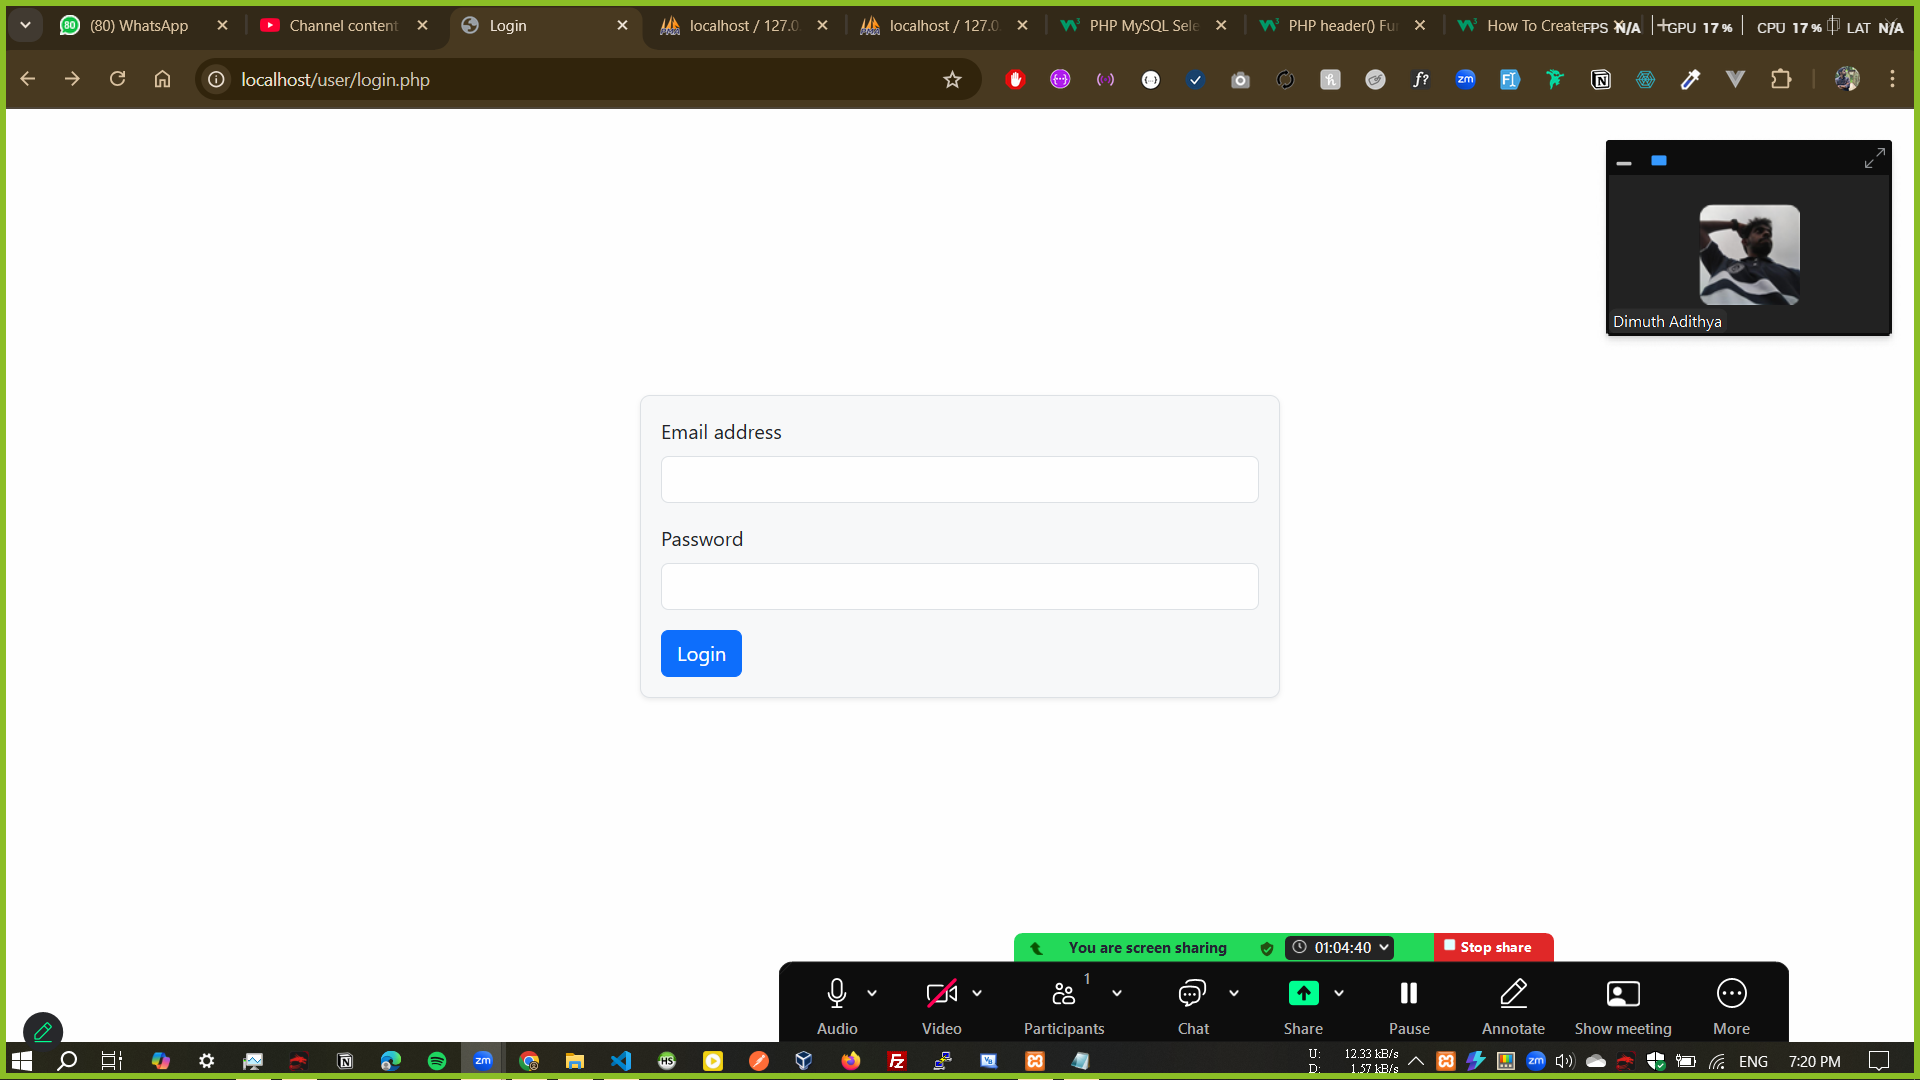 (80) WhatsApp
Channel content
Login
localhost / 127.0.
localhost / 127.0.
PHP MySQL Sele
PHP header() Fu
How To Create
FPS N/A
GPU 17 %
CPU 17 %
LAT N/A
localhost/user/login.php
Dimuth Adithya
Email address
Password
Login
You are screen sharing
01:04:40
Stop share
Audio
Video
1
Participants
Chat
Share
Pause
Annotate
Show meeting
More
U: 12.33 kB/s
D: 1.57 kB/s
ENG
7:20 PM